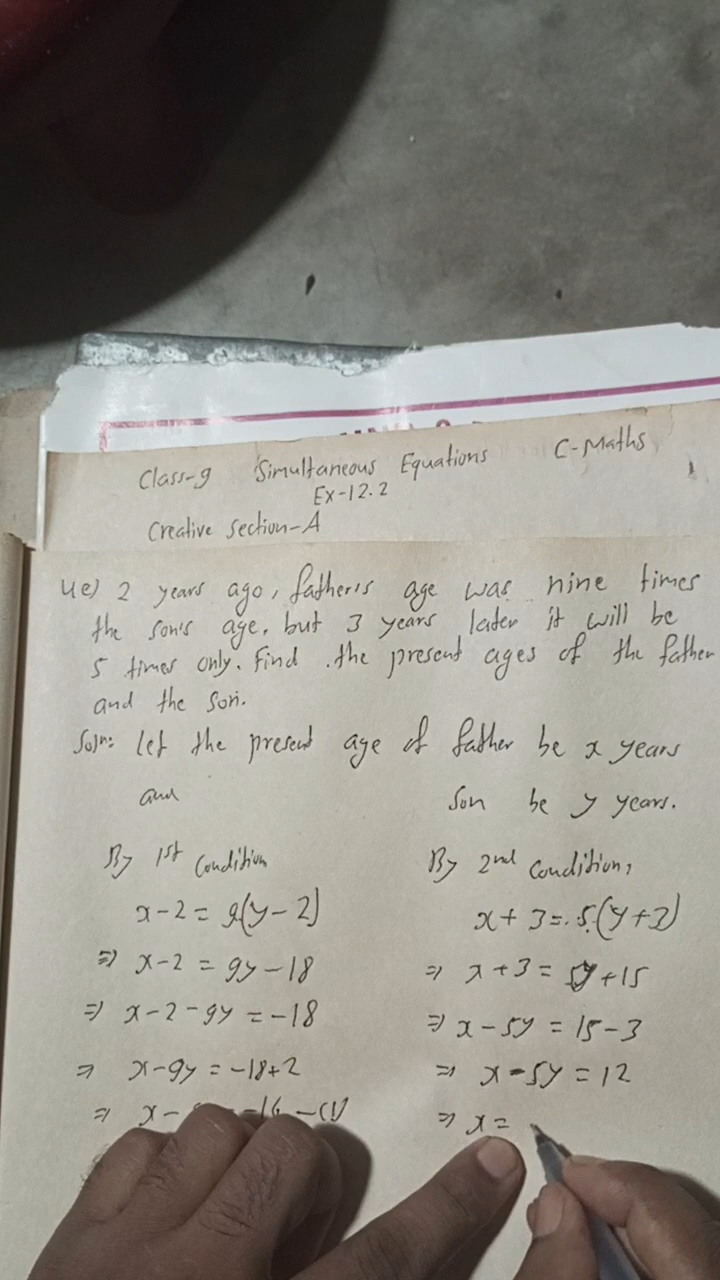 Class-9 Simultaneous Equations C-Maths
Ex-12.2
Creative Section-A
4e) 2 years ago, father's age was nine times
the son's age. but 3 years later it will be
5 times only. Find the present ages of the father
and the son.
Soln: Let the present age of father be x years
and son be y years.
By 1st Condition
x-2 = 9(y-2)
=> x-2 = 9y-18
=> x-2-9y = -18
=> x-9y = -18+2
=> x-
By 2nd Condition,
x+3 = 5(y+3)
=> x+3 = 5y+15
=> x-5y = 15-3
=> x-5y = 12
=> x=